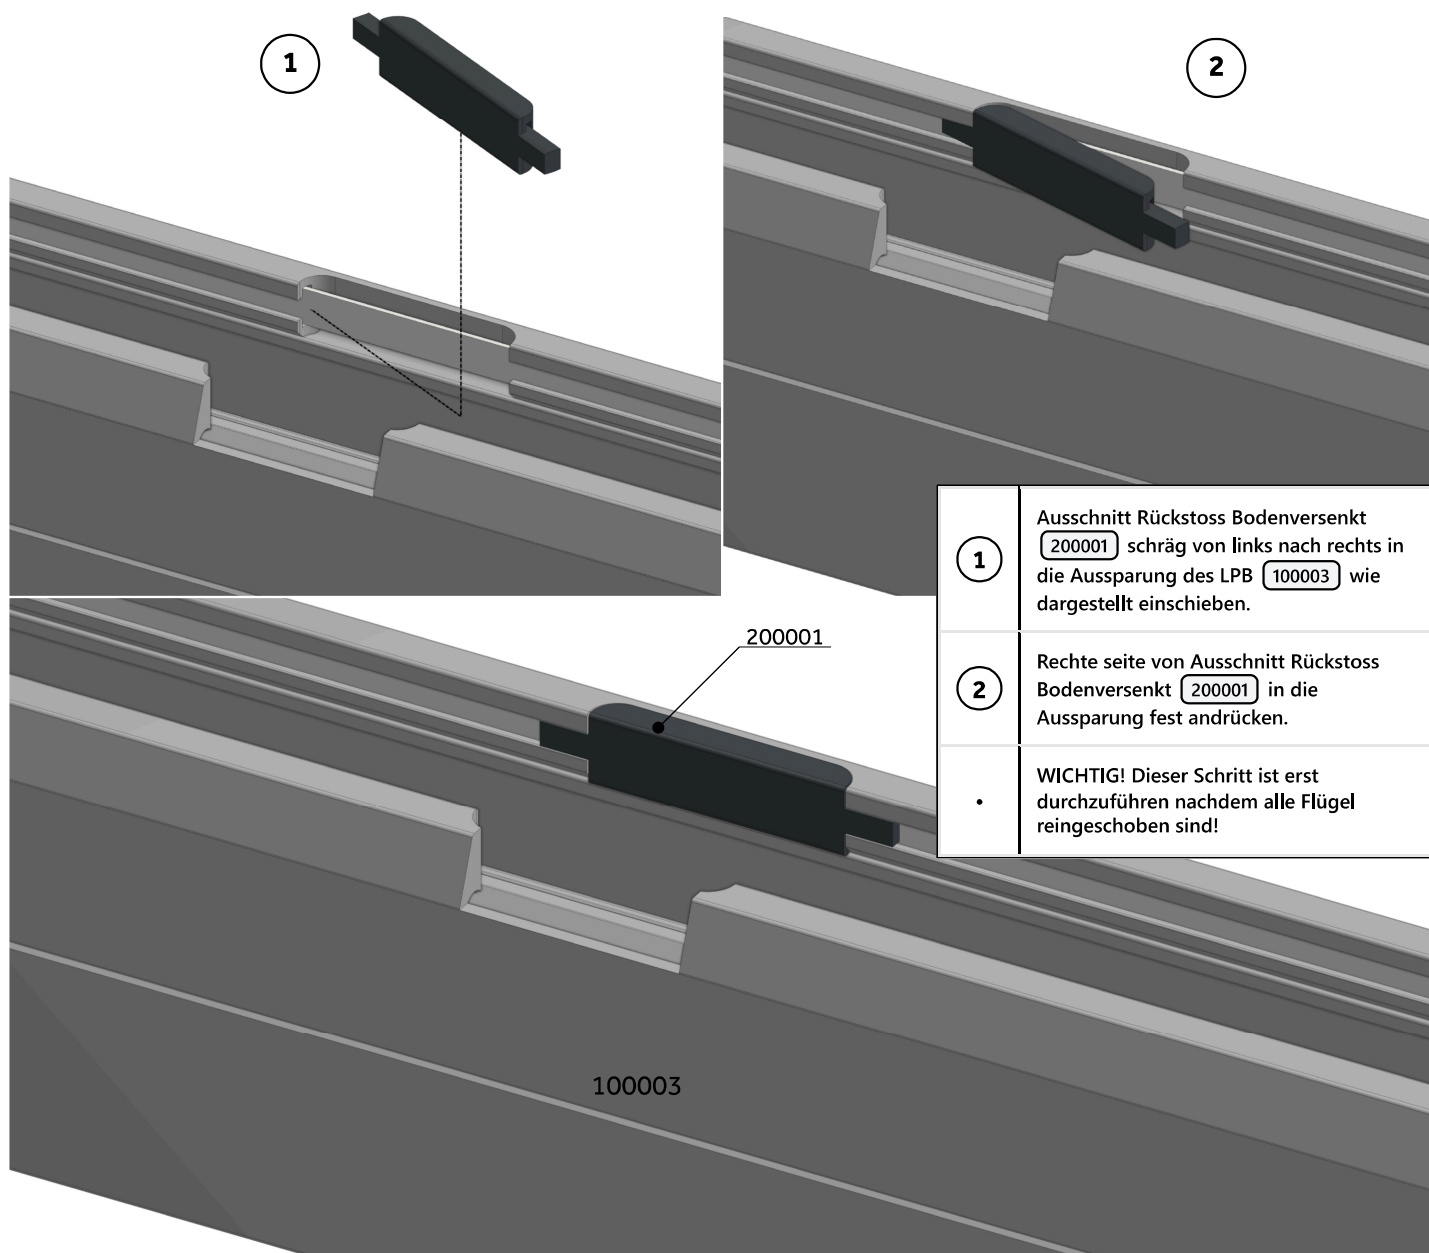 1
2
Ausschnitt Rückstoss Bodenversenkt
200001 schräg von links nach rechts in
1
die Aussparung des LPB 100003 wie
dargestellt einschieben.
Rechte seite von Ausschnitt Rückstoss
2
Bodenversenkt 200001 in die
Aussparung fest andrücken.
WICHTIG! Dieser Schritt ist erst
• durchzuführen nachdem alle Flügel
reingeschoben sind!
200001
100003